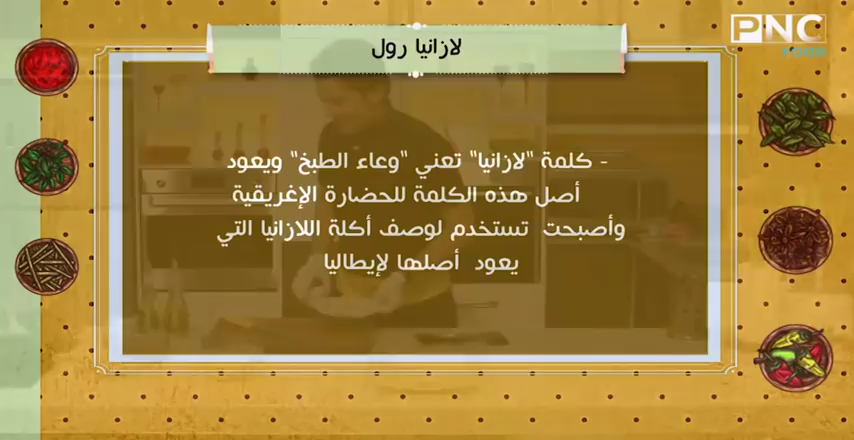 PNC
FOOD
لازانيا رول
- كلمة "لازانيا" تعني "وعاء الطبخ" ويعود
أصل هذه الكلمة للحضارة الإغريقية
وأصبحت تستخدم لوصف أكلة اللازانيا التي
يعود أصلها لإيطاليا